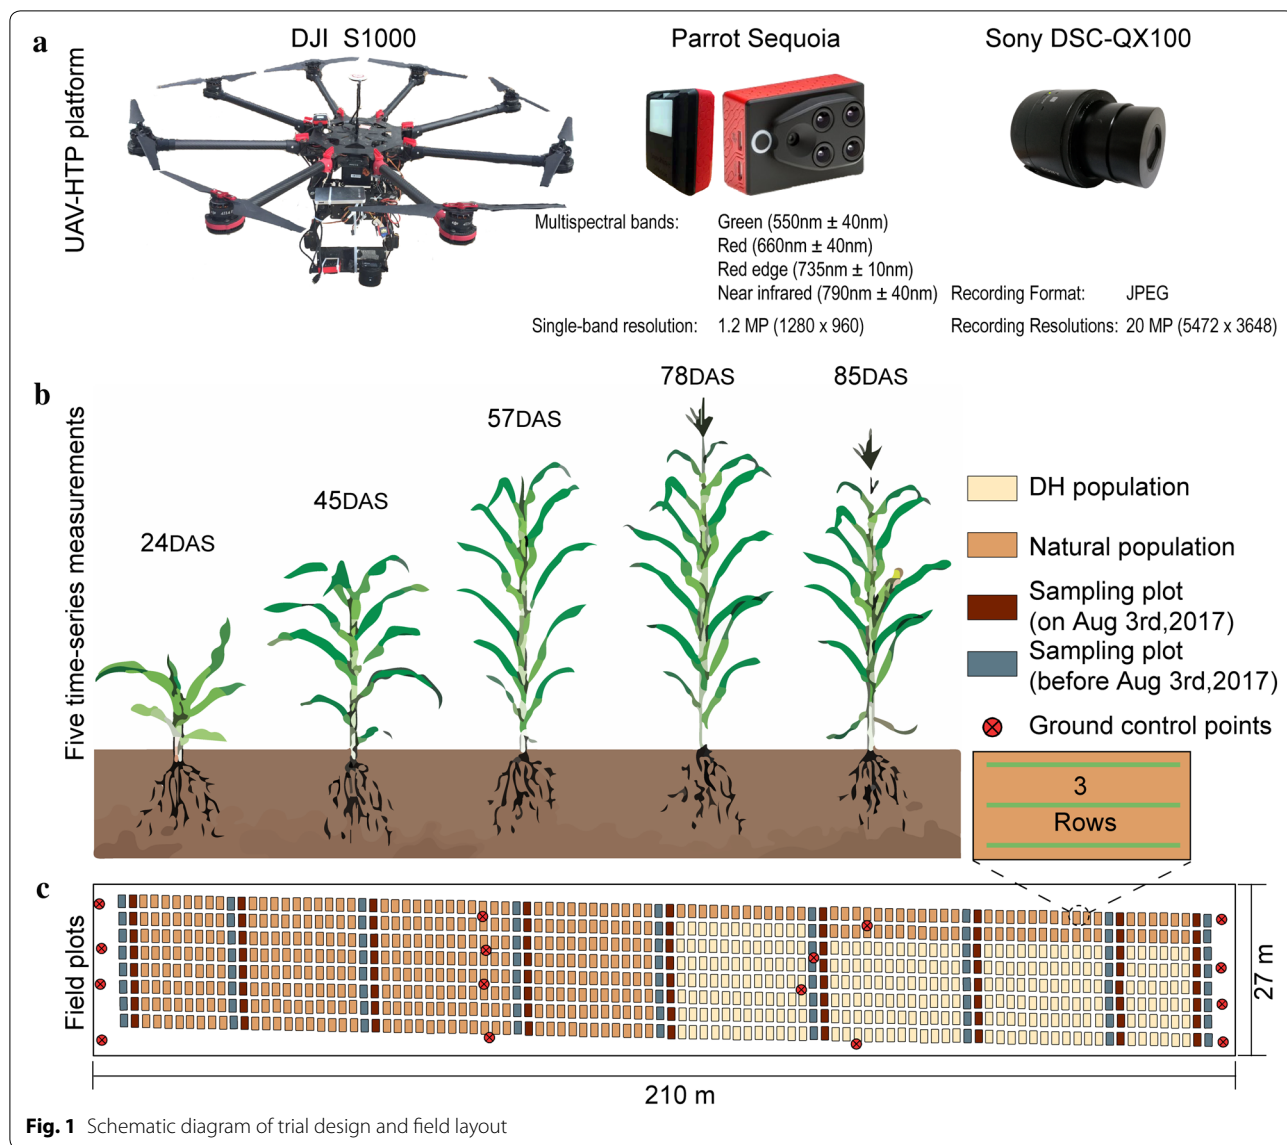 a
UAV-HTP platform
DJI S1000
Parrot Sequoia
Sony DSC-QX100
Multispectral bands: Green (550nm ± 40nm)
Red (660nm ± 40nm)
Red edge (735nm ± 10nm)
Near infrared (790nm ± 40nm)
Single-band resolution: 1.2 MP (1280 x 960)
Recording Format: JPEG
Recording Resolutions: 20 MP (5472 x 3648)
b
Five time-series measurements
24DAS
45DAS
57DAS
78DAS
85DAS
DH population
Natural population
Sampling plot
(on Aug 3rd,2017)
Sampling plot
(before Aug 3rd,2017)
Ground control points
3
Rows
c
Field plots
27 m
210 m
Fig. 1 Schematic diagram of trial design and field layout